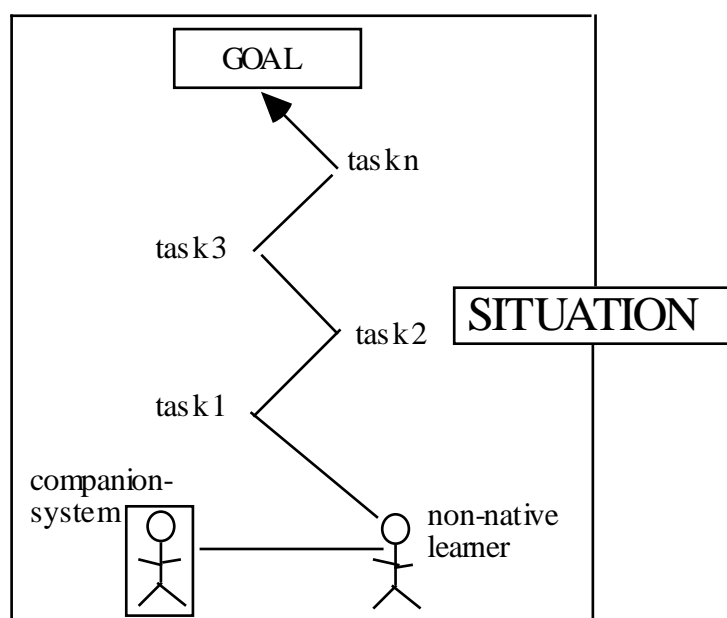 GOAL
taskn
task3
SITUATION
task2
task1
companion-
system
non-native
learner